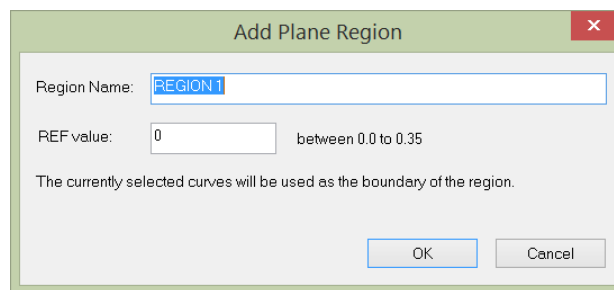 Add Plane Region
Region Name: REGION 1
REF value: 0 between 0.0 to 0.35
The currently selected curves will be used as the boundary of the region.
OK Cancel